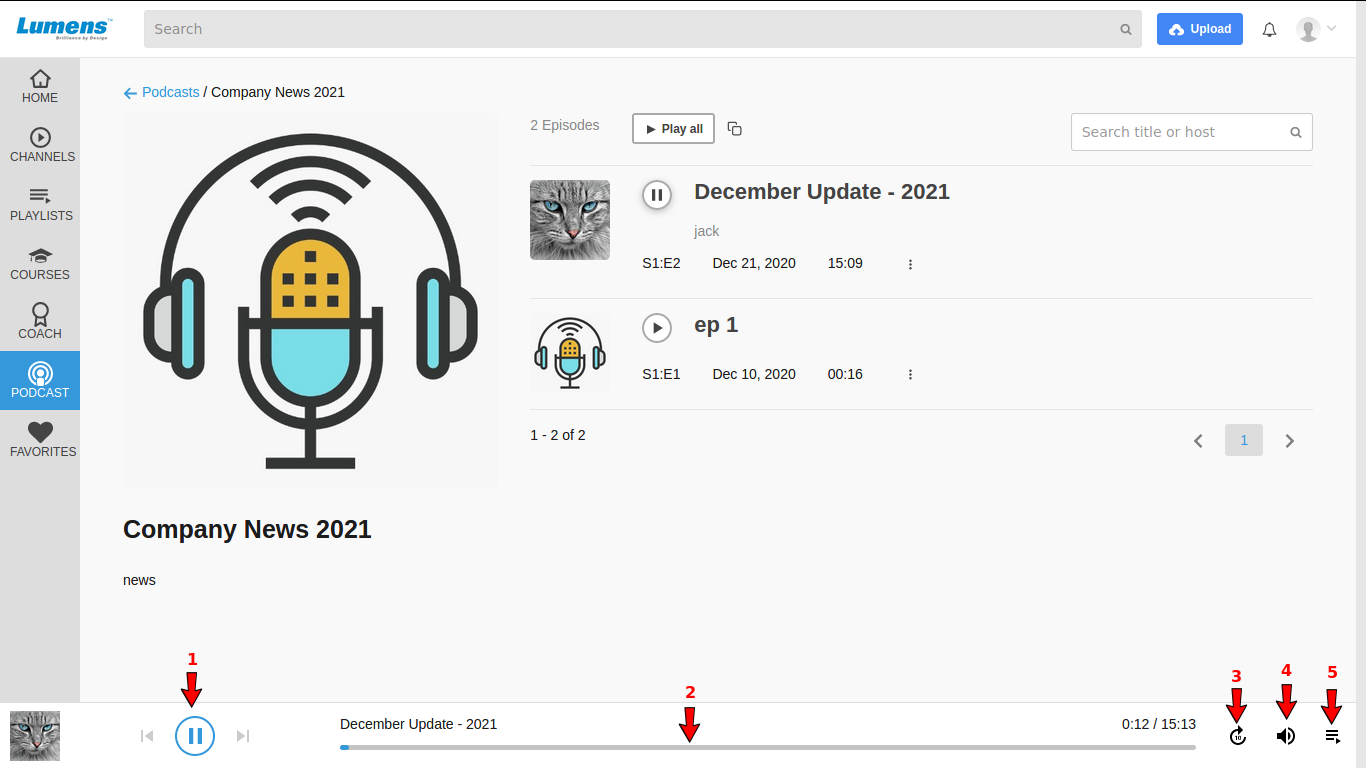 Lumens
Brilliance by Design
Search
Upload
HOME
CHANNELS
PLAYLISTS
COURSES
COACH
PODCAST
FAVORITES
Podcasts / Company News 2021
2 Episodes
Play all
Search title or host
December Update - 2021
jack
S1:E2 Dec 21, 2020 15:09
ep 1
S1:E1 Dec 10, 2020 00:16
1 - 2 of 2
1
Company News 2021
news
1
2
3
4
5
December Update - 2021
0:12 / 15:13
10